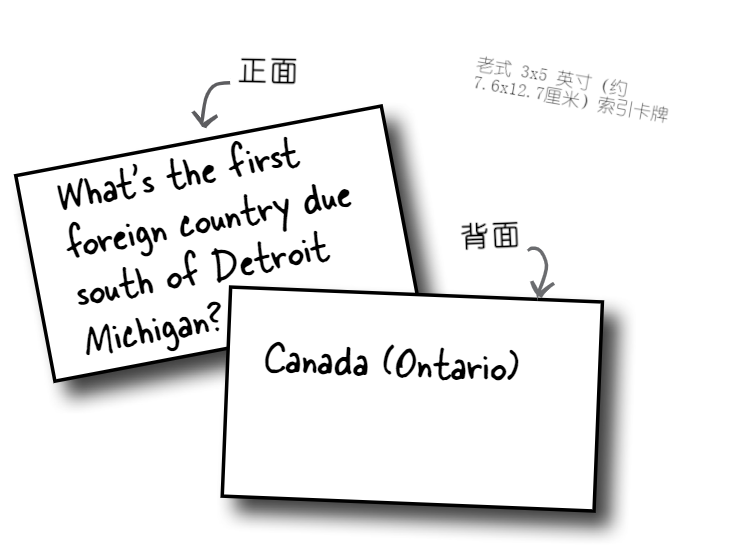 正面
老式 3x5 英寸 (约
7.6x12.7厘米) 索引卡牌
What's the first
foreign country due
south of Detroit
Michigan?
背面
Canada (Ontario)